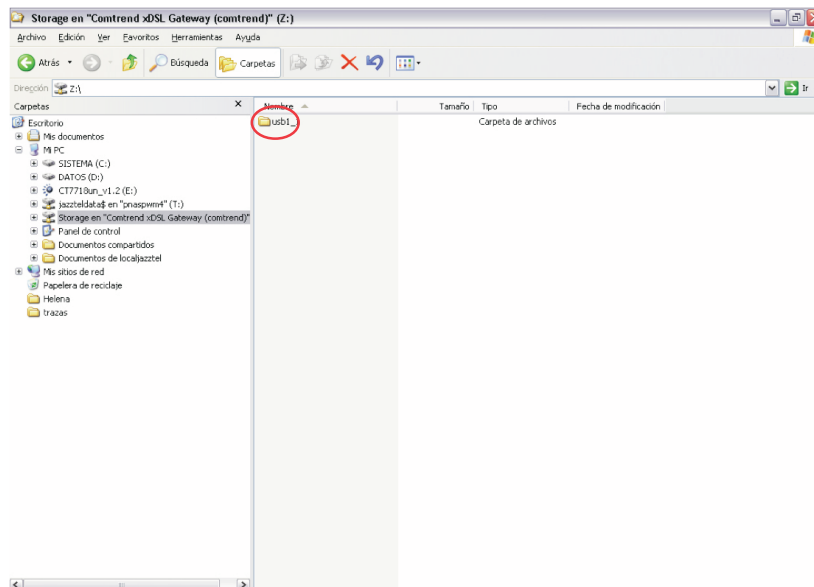 Storage en "Comtrend xDSL Gateway (comtrend)" (Z:)
Archivo Edición Ver Favoritos Herramientas Ayuda
Atrás Búsqueda Carpetas
Dirección Z:\ Ir
Carpetas X Nombre Tamaño Tipo Fecha de modificación
Escritorio usb1_ Carpeta de archivos
Mis documentos
Mi PC
SISTEMA (C:)
DATOS (D:)
CT7718un_v1.2 (E:)
jazzteldata$ en "pnaspwm4" (T:)
Storage en "Comtrend xDSL Gateway (comtrend)"
Panel de control
Documentos compartidos
Documentos de localjazztel
Mis sitios de red
Papelera de reciclaje
Helena
trazas